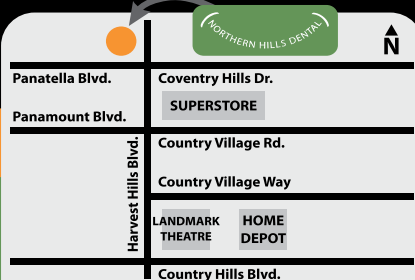 NORTHERN HILLS DENTAL
N
Panatella Blvd.
Coventry Hills Dr.
SUPERSTORE
Panamount Blvd.
Country Village Rd.
Harvest Hills Blvd.
Country Village Way
LANDMARK
THEATRE
HOME
DEPOT
Country Hills Blvd.